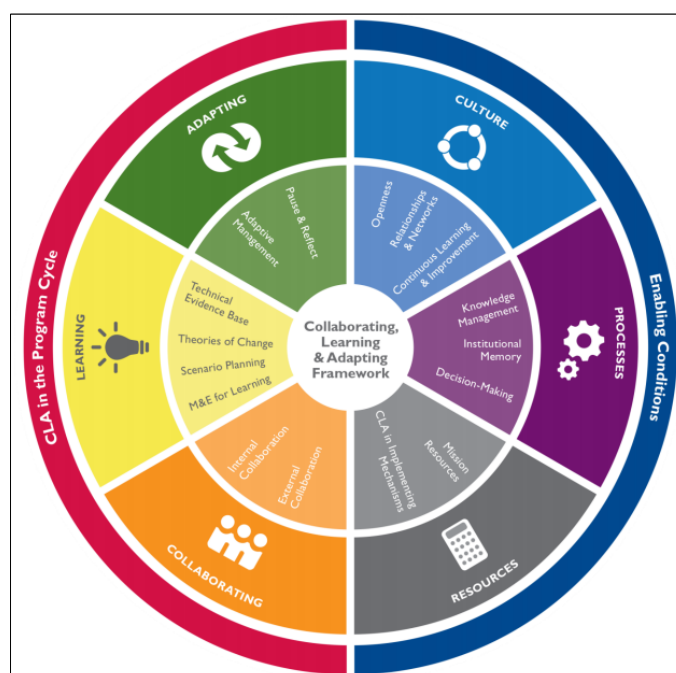 CLA in the Program Cycle
Enabling Conditions
ADAPTING
Adaptive
Management
Pause & Reflect
CULTURE
Openness
Relationships
& Networks
Continuous Learning
& Improvement
LEARNING
Technical
Evidence Base
Theories of Change
Scenario Planning
M&E for Learning
Collaborating,
Learning
& Adapting
Framework
PROCESSES
Knowledge
Management
Institutional
Memory
Decision-Making
COLLABORATING
Internal
Collaboration
External
Collaboration
RESOURCES
CLA in Implementing
Mechanisms
Mission
Resources